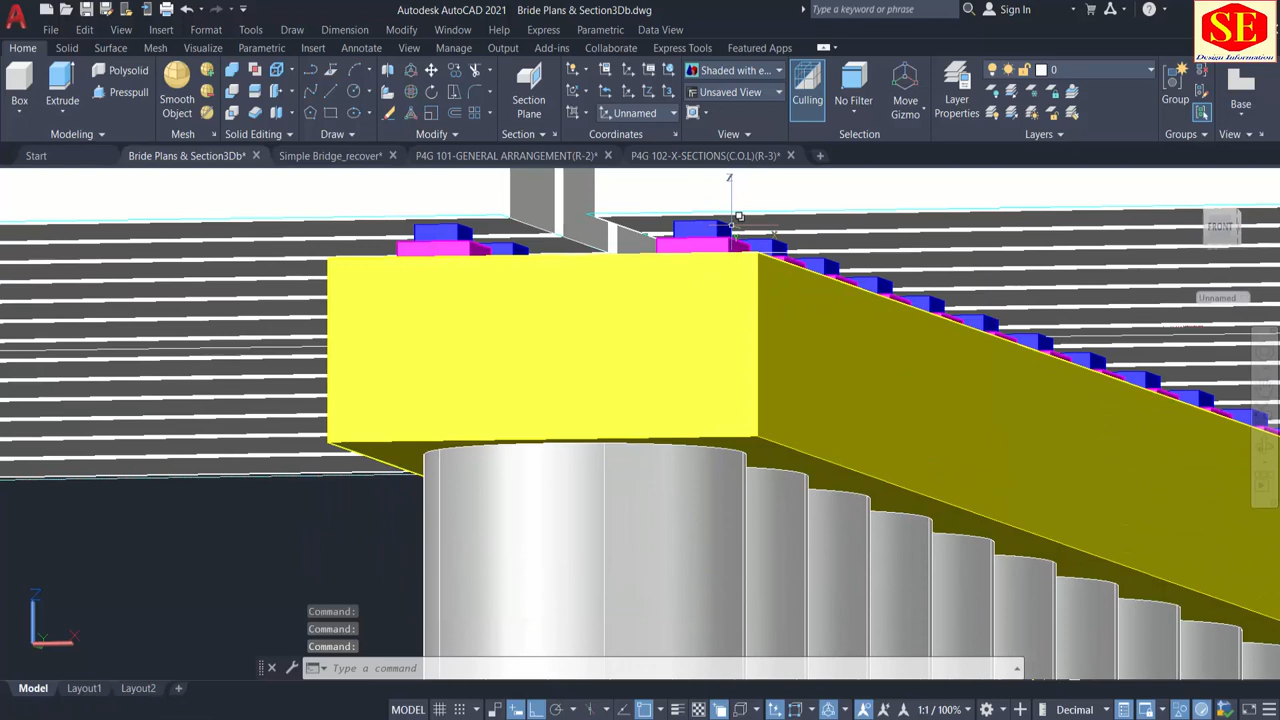 Autodesk AutoCAD 2021 Bride Plans & Section3Db.dwg
Type a keyword or phrase
Sign In
SE
Design Information
File Edit View Insert Format Tools Draw Dimension Modify Window Help Express Parametric Data View
Home Solid Surface Mesh Visualize Parametric Insert Annotate View Manage Output Add-ins Collaborate Express Tools Featured Apps
Polysolid
Presspull
Shaded with e...
Unsaved View
Unnamed
0
Box Extrude Smooth Object Section Plane Culling No Filter Move Gizmo Layer Properties Group Base
Modeling Mesh Solid Editing Draw Modify Section Coordinates View Selection Layers Groups View
Start Bride Plans & Section3Db* Simple Bridge_recover* P4G 101-GENERAL ARRANGEMENT(R-2)* P4G 102-X-SECTIONS(C.O.L)(R-3)*
Z
Y X
FRONT
Unnamed
Z
Y X
Command:
Command:
Command:
Type a command
Model Layout1 Layout2
MODEL 1:1 / 100% Decimal